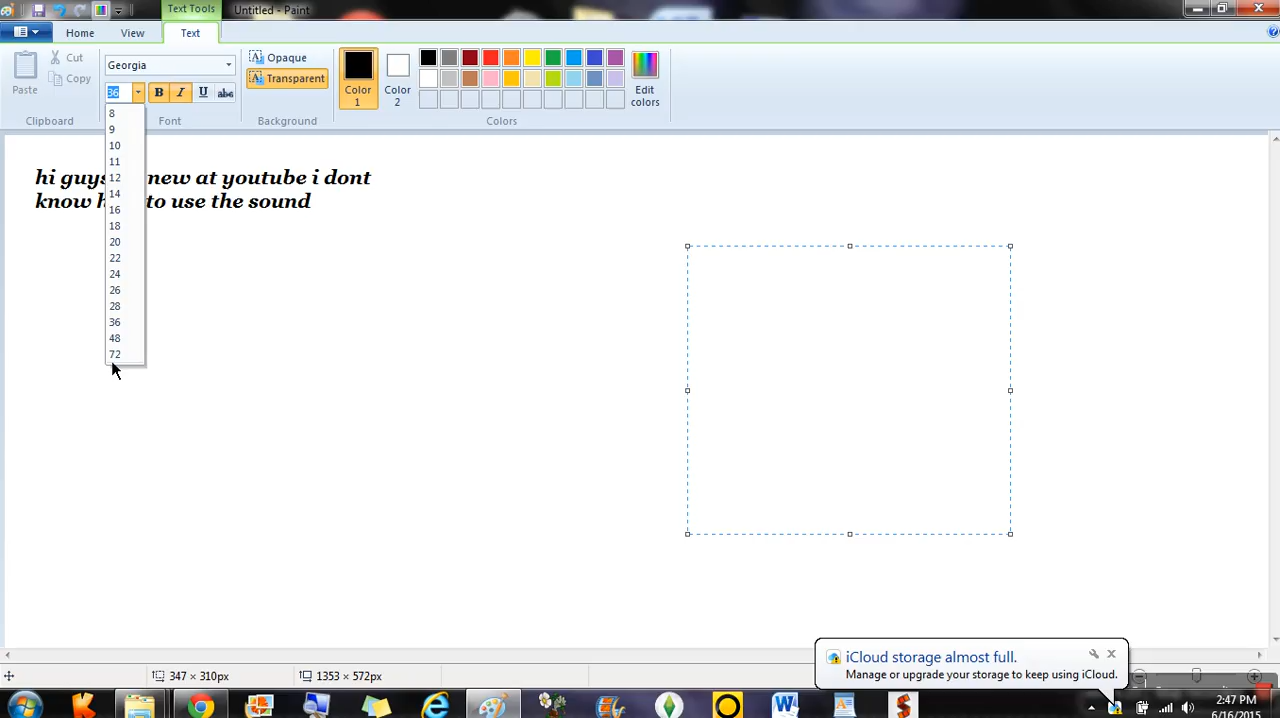 Text Tools
Untitled - Paint
Home
View
Text
Paste
Cut
Copy
Clipboard
Georgia
36
B I U abc
Font
Opaque
Transparent
Background
Color 1
Color 2
Edit colors
Colors
8
9
10
11
12
14
16
18
20
22
24
26
28
36
48
72
hi guys new at youtube i dont
know to use the sound
iCloud storage almost full.
Manage or upgrade your storage to keep using iCloud.
347 × 310px
1353 × 572px
2:47 PM
6/16/2015